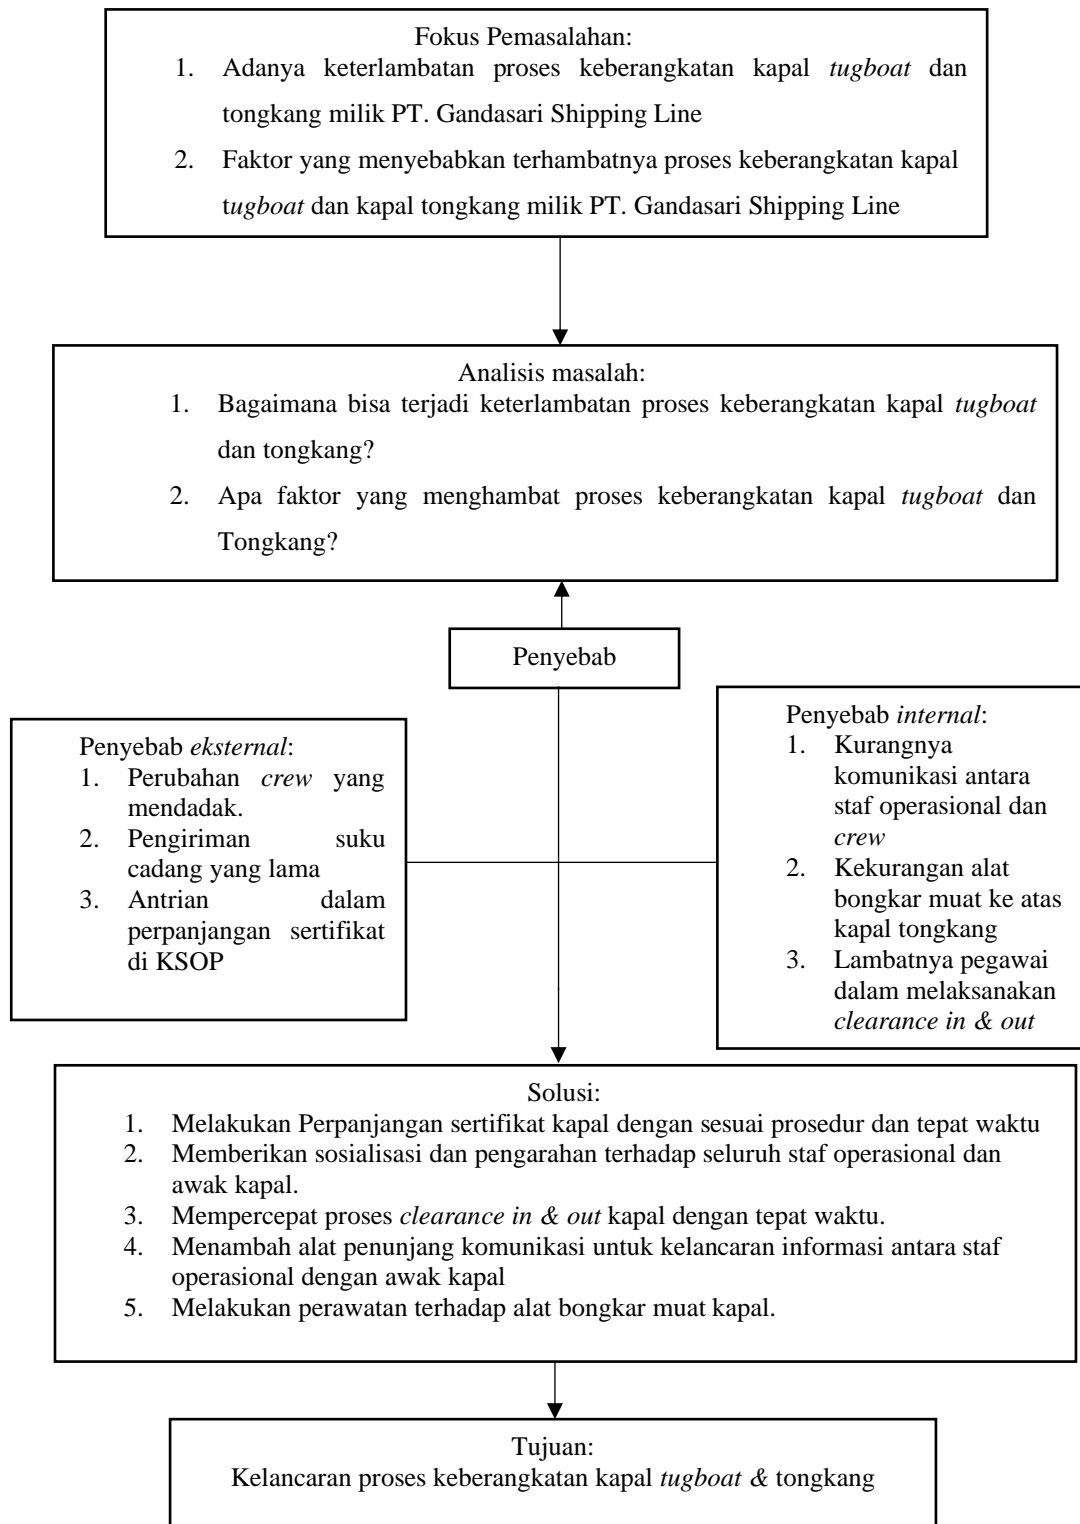 Fokus Pemasalahan:
1. Adanya keterlambatan proses keberangkatan kapal tugboat dan
tongkang milik PT. Gandasari Shipping Line
2. Faktor yang menyebabkan terhambatnya proses keberangkatan kapal
tugboat dan kapal tongkang milik PT. Gandasari Shipping Line
Analisis masalah:
1. Bagaimana bisa terjadi keterlambatan proses keberangkatan kapal tugboat
dan tongkang?
2. Apa faktor yang menghambat proses keberangkatan kapal tugboat dan
Tongkang?
Penyebab
Penyebab eksternal:
1. Perubahan crew yang
mendadak.
2. Pengiriman suku
cadang yang lama
3. Antrian dalam
perpanjangan sertifikat
di KSOP
Penyebab internal:
1. Kurangnya
komunikasi antara
staf operasional dan
crew
2. Kekurangan alat
bongkar muat ke atas
kapal tongkang
3. Lambatnya pegawai
dalam melaksanakan
clearance in & out
Solusi:
1. Melakukan Perpanjangan sertifikat kapal dengan sesuai prosedur dan tepat waktu
2. Memberikan sosialisasi dan pengarahan terhadap seluruh staf operasional dan
awak kapal.
3. Mempercepat proses clearance in & out kapal dengan tepat waktu.
4. Menambah alat penunjang komunikasi untuk kelancaran informasi antara staf
operasional dengan awak kapal
5. Melakukan perawatan terhadap alat bongkar muat kapal.
Tujuan:
Kelancaran proses keberangkatan kapal tugboat & tongkang